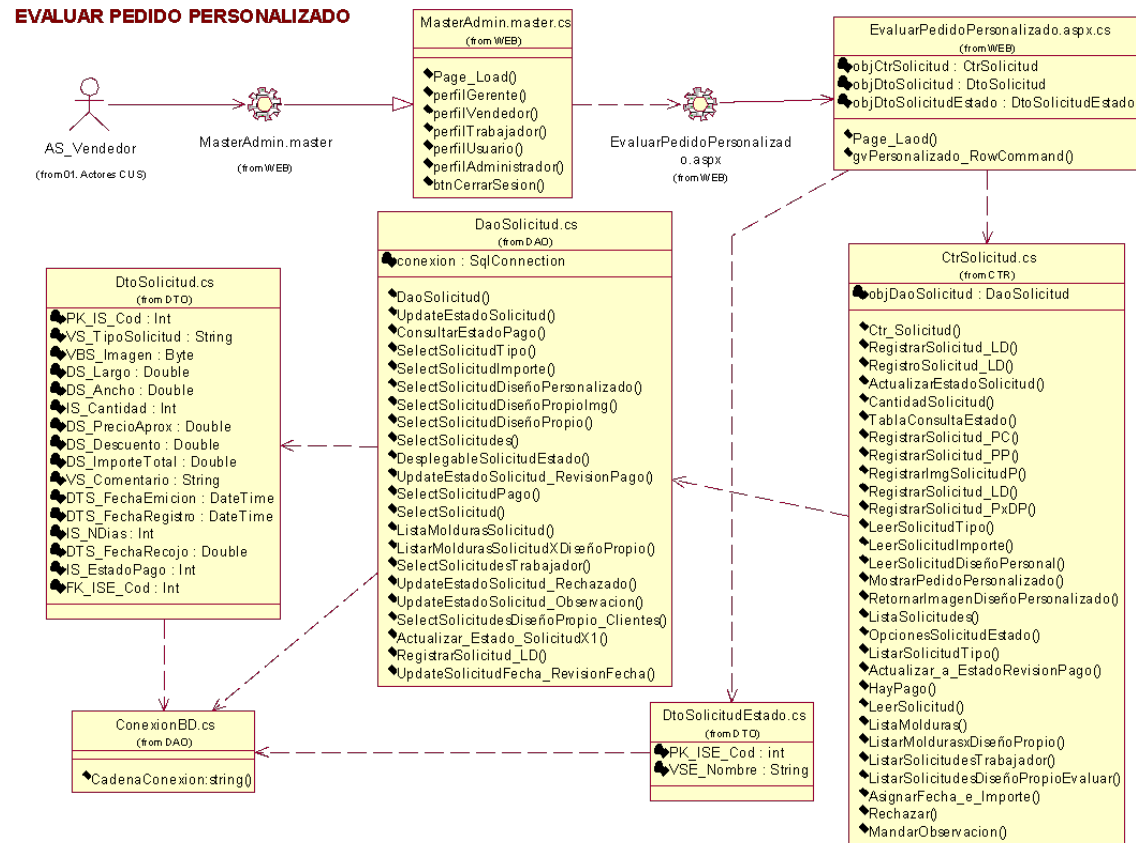 EVALUAR PEDIDO PERSONALIZADO
AS_Vendedor
(from 01. Actores CUS)
MasterAdmin.master
(from WEB)
MasterAdmin.master.cs
(from WEB)
Page_Load()
perfilGerente()
perfilVendedor()
perfilTrabajador()
perfilUsuario()
perfilAdministrador()
btnCerrarSesion()
EvaluarPedidoPersonalizad
o.aspx
(from WEB)
EvaluarPedidoPersonalizado.aspx.cs
(from WEB)
objCtrSolicitud : CtrSolicitud
objDtoSolicitud : DtoSolicitud
objDtoSolicitudEstado : DtoSolicitudEstado
Page_Laod()
gvPersonalizado_RowCommand()
DtoSolicitud.cs
(from DTO)
PK_IS_Cod : Int
VS_TipoSolicitud : String
VBS_Imagen : Byte
DS_Largo : Double
DS_Ancho : Double
IS_Cantidad : Int
DS_PrecioAprox : Double
DS_Descuento : Double
DS_ImporteTotal : Double
VS_Comentario : String
DTS_FechaEmicion : DateTime
DTS_FechaRegistro : DateTime
IS_NDias : Int
DTS_FechaRecojo : Double
IS_EstadoPago : Int
FK_ISE_Cod : Int
DaoSolicitud.cs
(from DAO)
conexion : SqlConnection
DaoSolicitud()
UpdateEstadoSolicitud()
ConsultarEstadoPago()
SelectSolicitudTipo()
SelectSolicitudImporte()
SelectSolicitudDiseñoPersonalizado()
SelectSolicitudDiseñoPropioImg()
SelectSolicitudDiseñoPropio()
SelectSolicitudes()
DesplegableSolicitudEstado()
UpdateEstadoSolicitud_RevisionPago()
SelectSolicitudPago()
SelectSolicitud()
ListaMoldurasSolicitud()
ListarMoldurasSolicitudXDiseñoPropio()
SelectSolicitudesTrabajador()
UpdateEstadoSolicitud_Rechazado()
UpdateEstadoSolicitud_Observacion()
SelectSolicitudesDiseñoPropio_Clientes()
Actualizar_Estado_SolicitudX1()
RegistrarSolicitud_LD()
UpdateSolicitudFecha_RevisionFecha()
CtrSolicitud.cs
(from CTR)
objDaoSolicitud : DaoSolicitud
Ctr_Solicitud()
RegistrarSolicitud_LD()
RegistroSolicitud_LD()
ActualizarEstadoSolicitud()
CantidadSolicitud()
TablaConsultaEstado()
RegistrarSolicitud_PC()
RegistrarSolicitud_PP()
RegistrarImgSolicitudP()
RegistrarSolicitud_LD()
RegistrarSolicitud_PxDP()
LeerSolicitudTipo()
LeerSolicitudImporte()
LeerSolicitudDiseñoPersonal()
MostrarPedidoPersonalizado()
RetornarImagenDiseñoPersonalizado()
ListaSolicitudes()
OpcionesSolicitudEstado()
ListarSolicitudTipo()
Actualizar_a_EstadoRevisionPago()
HayPago()
LeerSolicitud()
ListaMolduras()
ListarMoldurasxDiseñoPropio()
ListarSolicitudesTrabajador()
ListarSolicitudesDiseñoPropioEvaluar()
AsignarFecha_e_Importe()
Rechazar()
MandarObservacion()
ConexionBD.cs
(from DAO)
CadenaConexion:string()
DtoSolicitudEstado.cs
(from DTO)
PK_ISE_Cod : int
VSE_Nombre : String